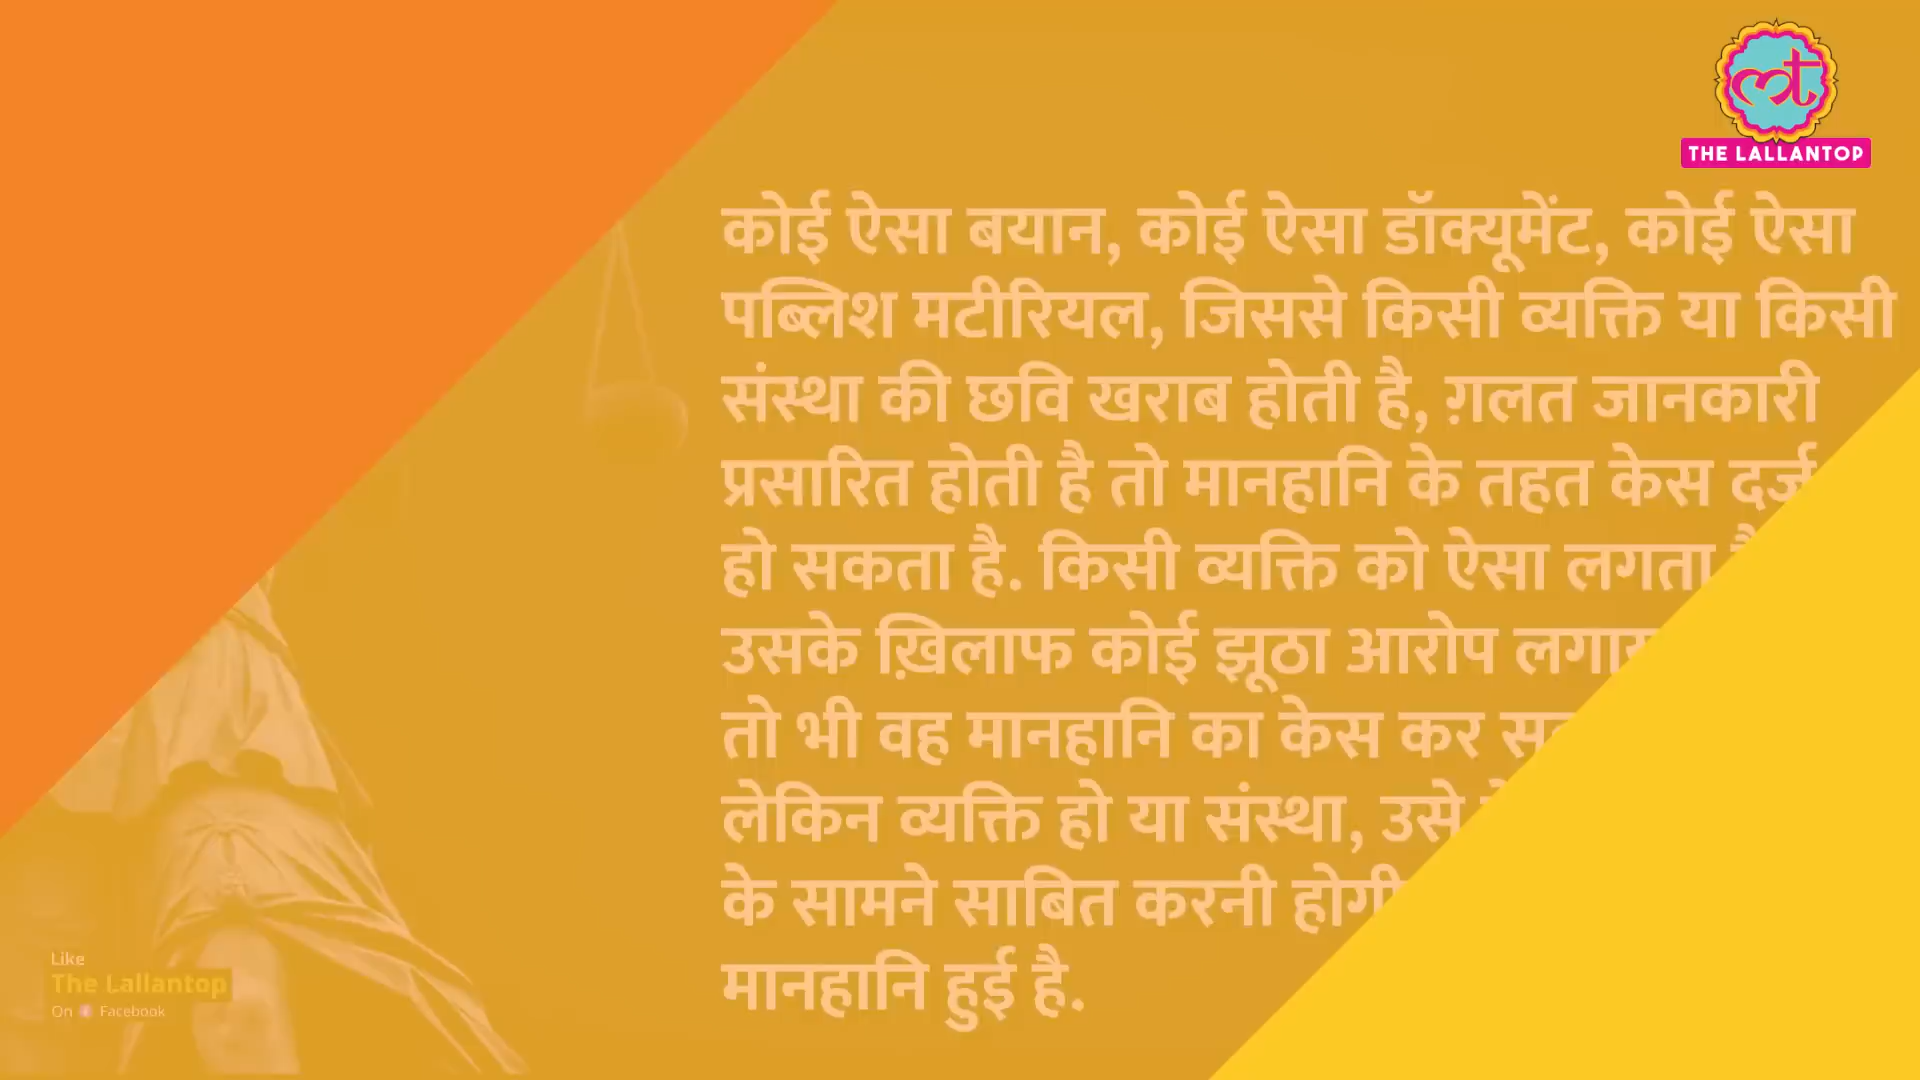 THE LALLANTOP
कोई ऐसा बयान, कोई ऐसा डॉक्यूमेंट, कोई ऐसा
पब्लिश मटीरियल, जिससे किसी व्यक्ति या किसी
संस्था की छवि खराब होती है, ग़लत जानकारी
प्रसारित होती है तो मानहानि के तहत केस दर्ज
हो सकता है. किसी व्यक्ति को ऐसा लगता
उसके ख़िलाफ कोई झूठा आरोप
तो भी वह मानहानि का केस कर
लेकिन व्यक्ति हो या संस्था, उसे
के सामने साबित करनी होगी
मानहानि हुई है.
Like
The Lallantop
On Facebook